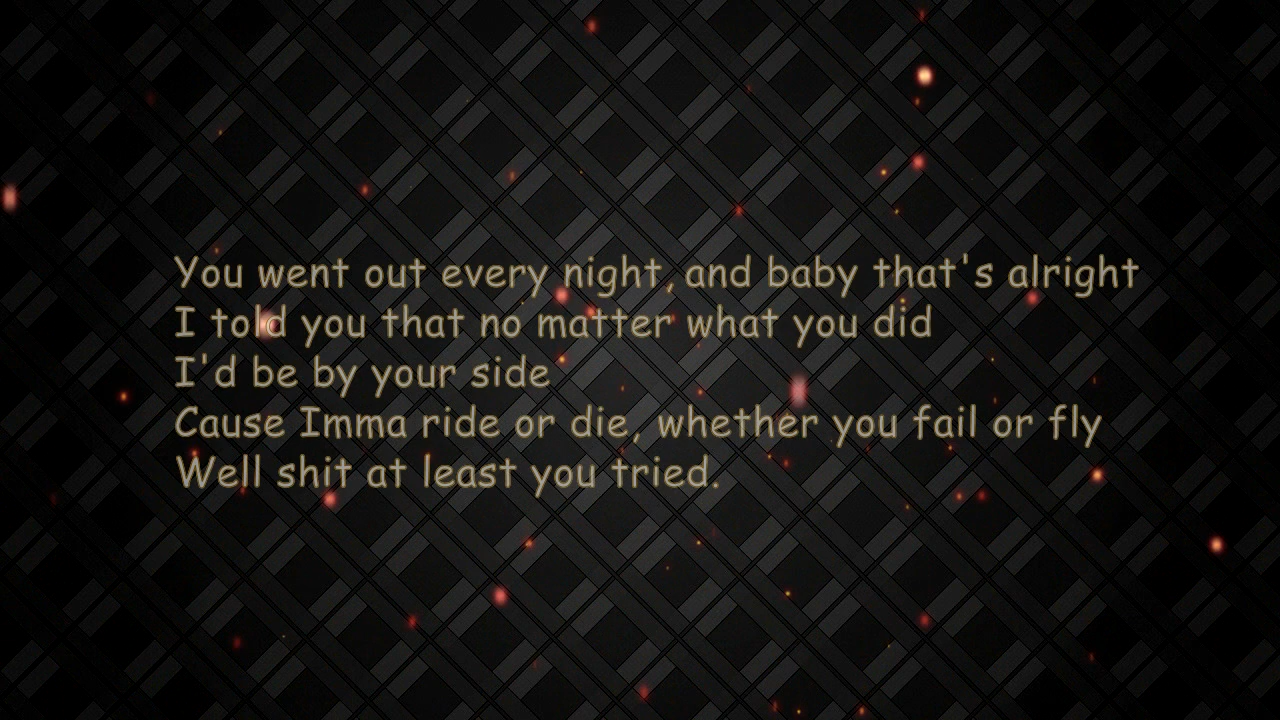 You went out every night, and baby that's alright
I told you that no matter what you did
I'd be by your side
Cause Imma ride or die, whether you fail or fly
Well shit at least you tried.